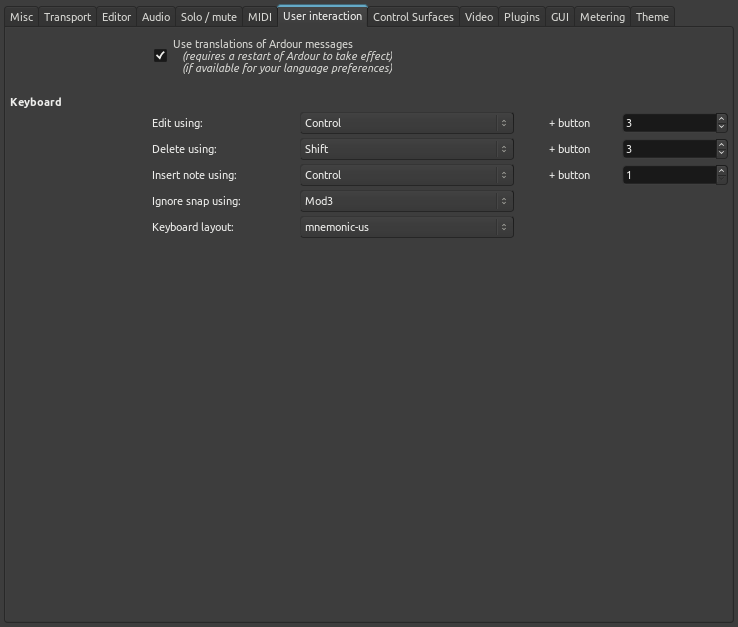 Misc Transport Editor Audio Solo / mute MIDI User interaction Control Surfaces Video Plugins GUI Metering Theme
Use translations of Ardour messages
(requires a restart of Ardour to take effect)
(if available for your language preferences)
Keyboard
Edit using: Control + button 3
Delete using: Shift + button 3
Insert note using: Control + button 1
Ignore snap using: Mod3
Keyboard layout: mnemonic-us